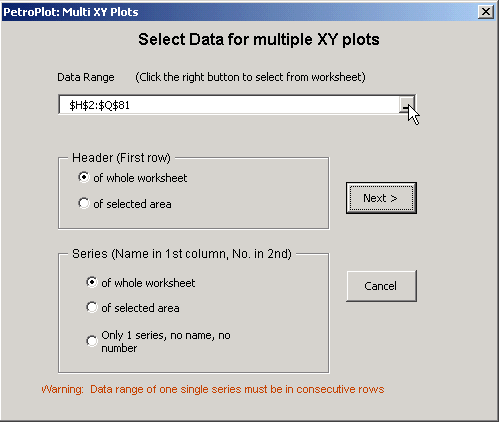 PetroPlot: Multi XY Plots
Select Data for multiple XY plots
Data Range (Click the right button to select from worksheet)
$H$2:$Q$81
Header (First row)
of whole worksheet
of selected area
Next >
Series (Name in 1st column, No. in 2nd)
of whole worksheet
of selected area
Only 1 series, no name, no
number
Cancel
Warning: Data range of one single series must be in consecutive rows